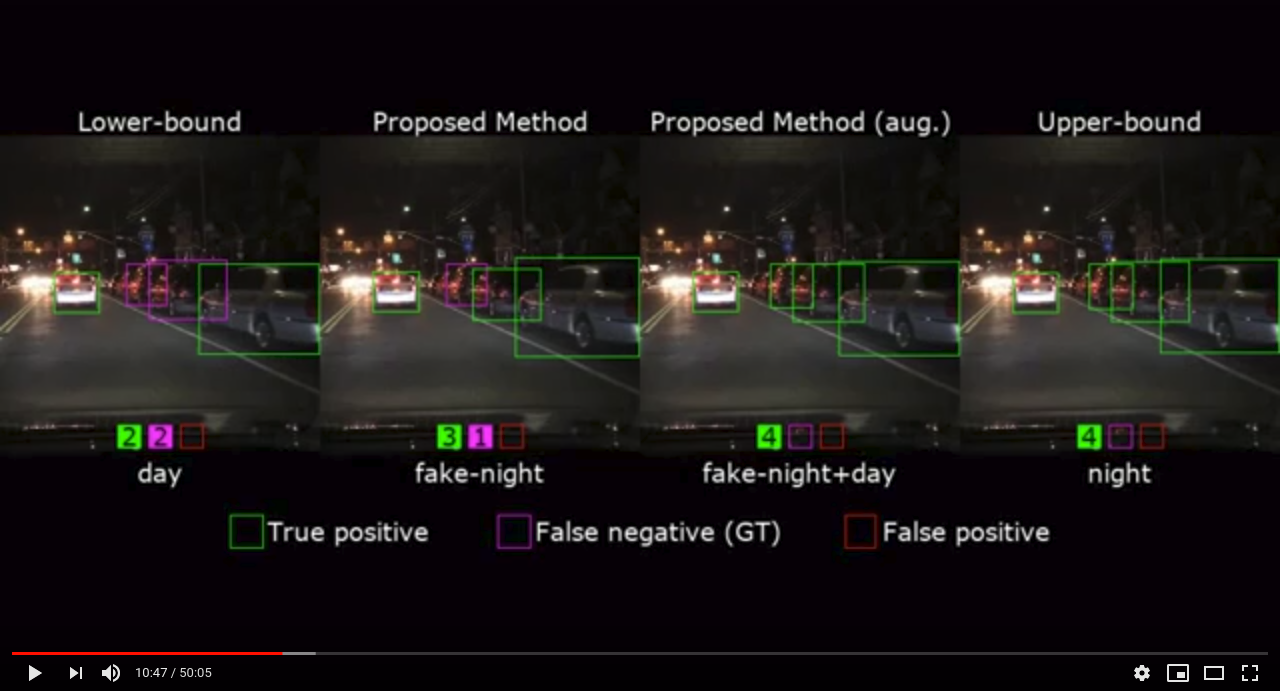 Lower-bound
Proposed Method
Proposed Method (aug.)
Upper-bound
2 2
3 1
4
4
day
fake-night
fake-night+day
night
True positive
False negative (GT)
False positive
10:47 / 50:05